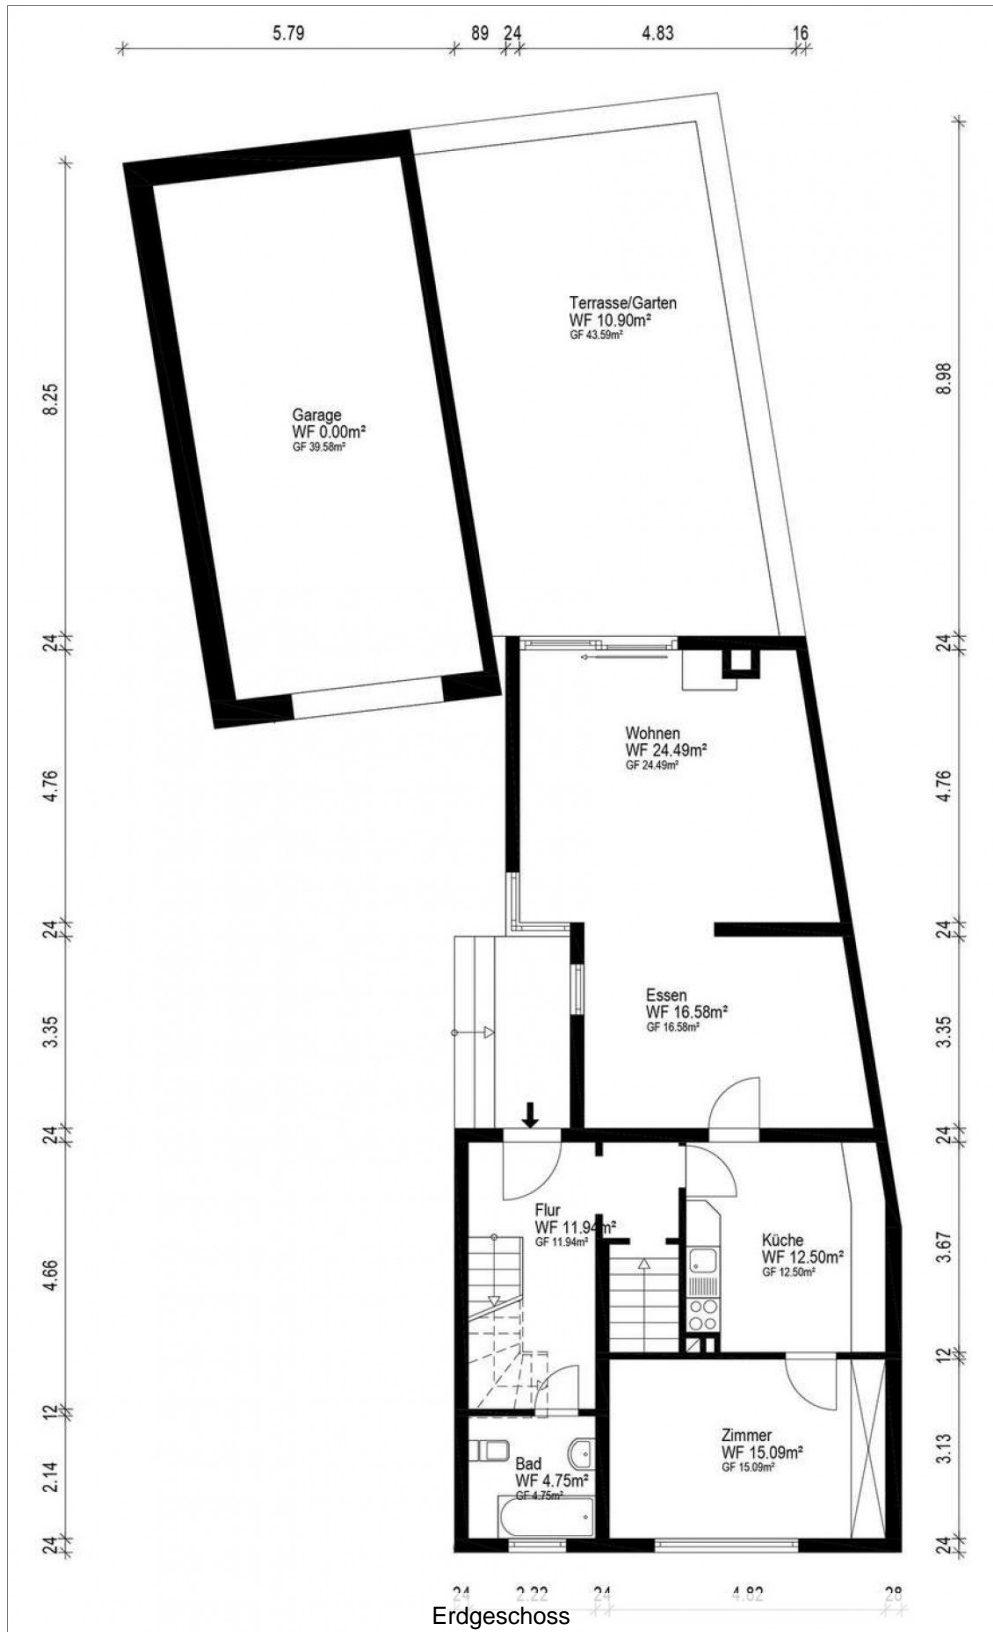 5.79 89 24 4.83 16
Terrasse/Garten
WF 10.90m²
GF 43.59m²
8.25
8.98
Garage
WF 0.00m²
GF 39.58m²
24
24
Wohnen
WF 24.49m²
GF 24.49m²
4.76
4.76
24
24
Essen
WF 16.58m²
GF 16.58m²
3.35
3.35
24
24
Flur
WF 11.94m²
GF 11.94m²
Küche
WF 12.50m²
GF 12.50m²
4.66
3.67
12
12
Zimmer
WF 15.09m²
GF 15.09m²
Bad
WF 4.75m²
GF 4.75m²
2.14
3.13
24
24
24 2.22 24 4.82 28
Erdgeschoss